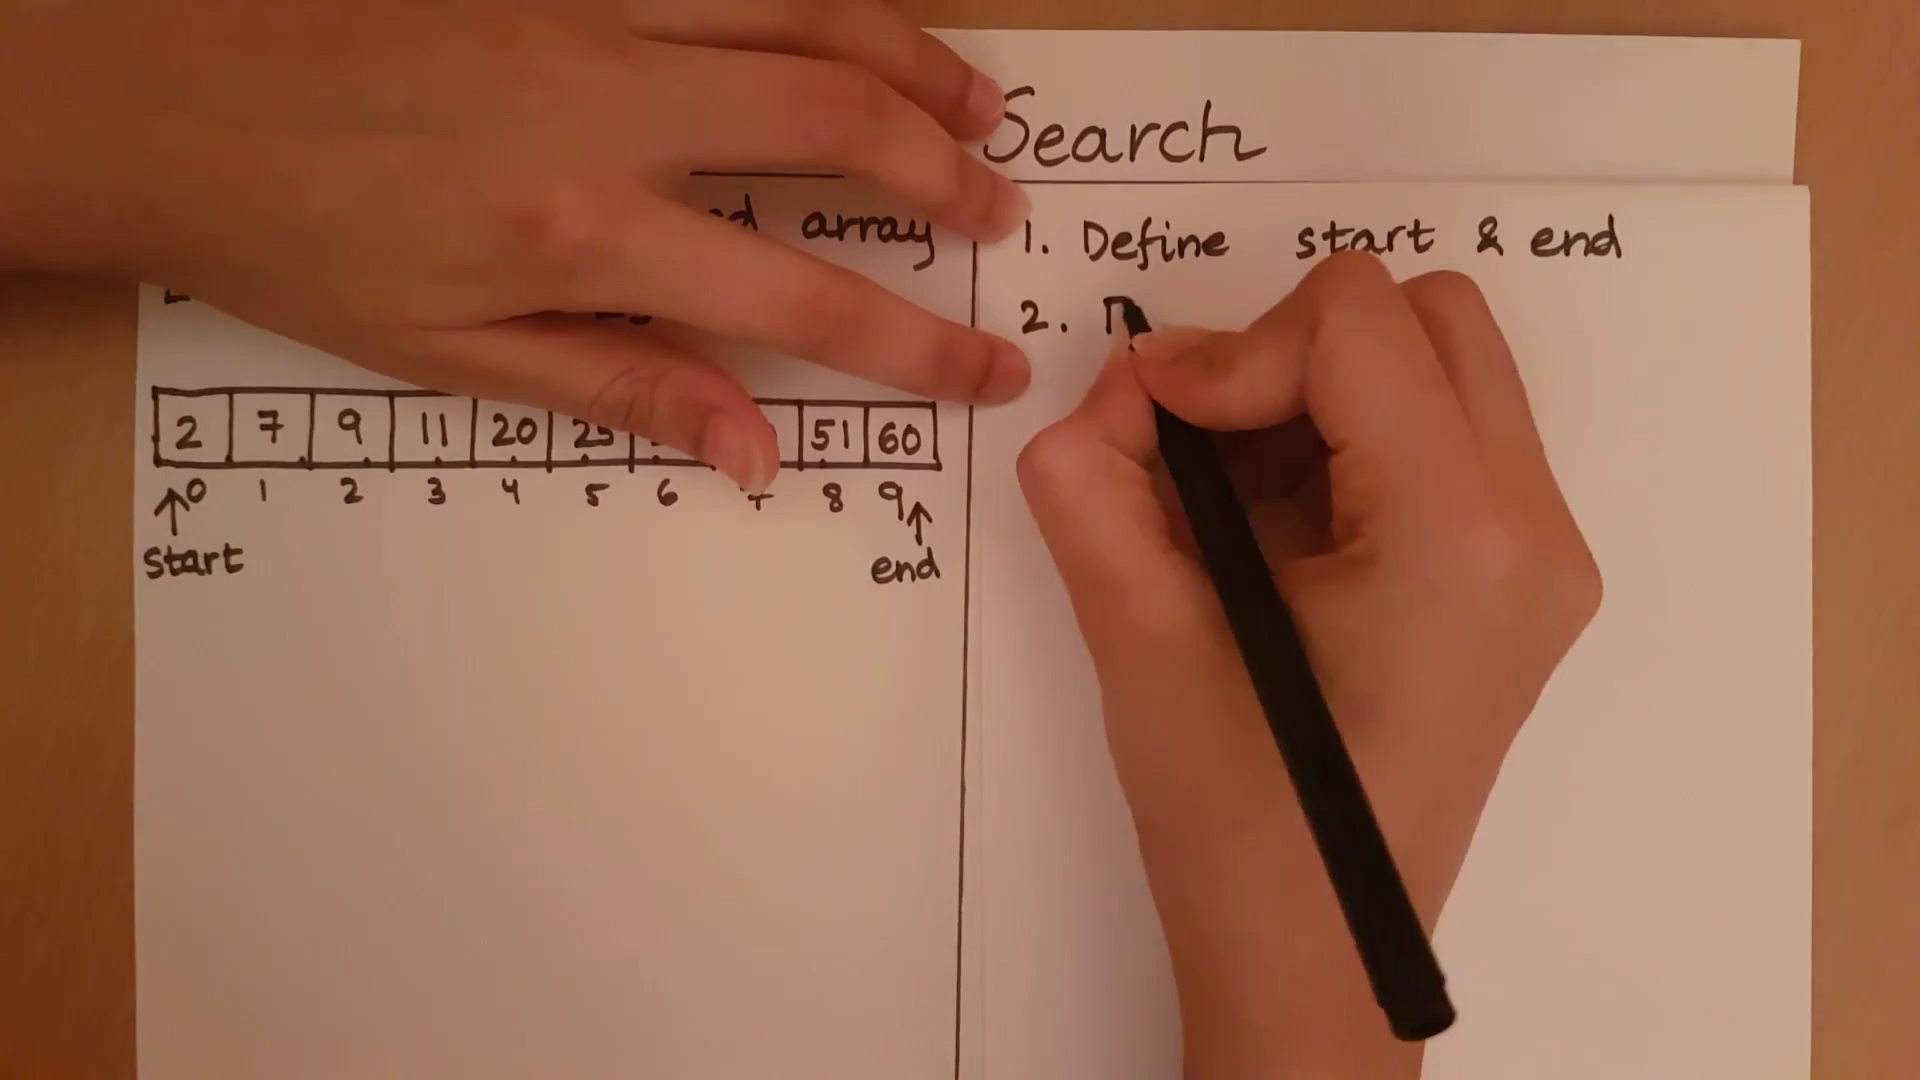 Search
array
1. Define start & end
2.
2 7 9 11 20 25 51 60
0 1 2 3 4 5 6 8 9
start end